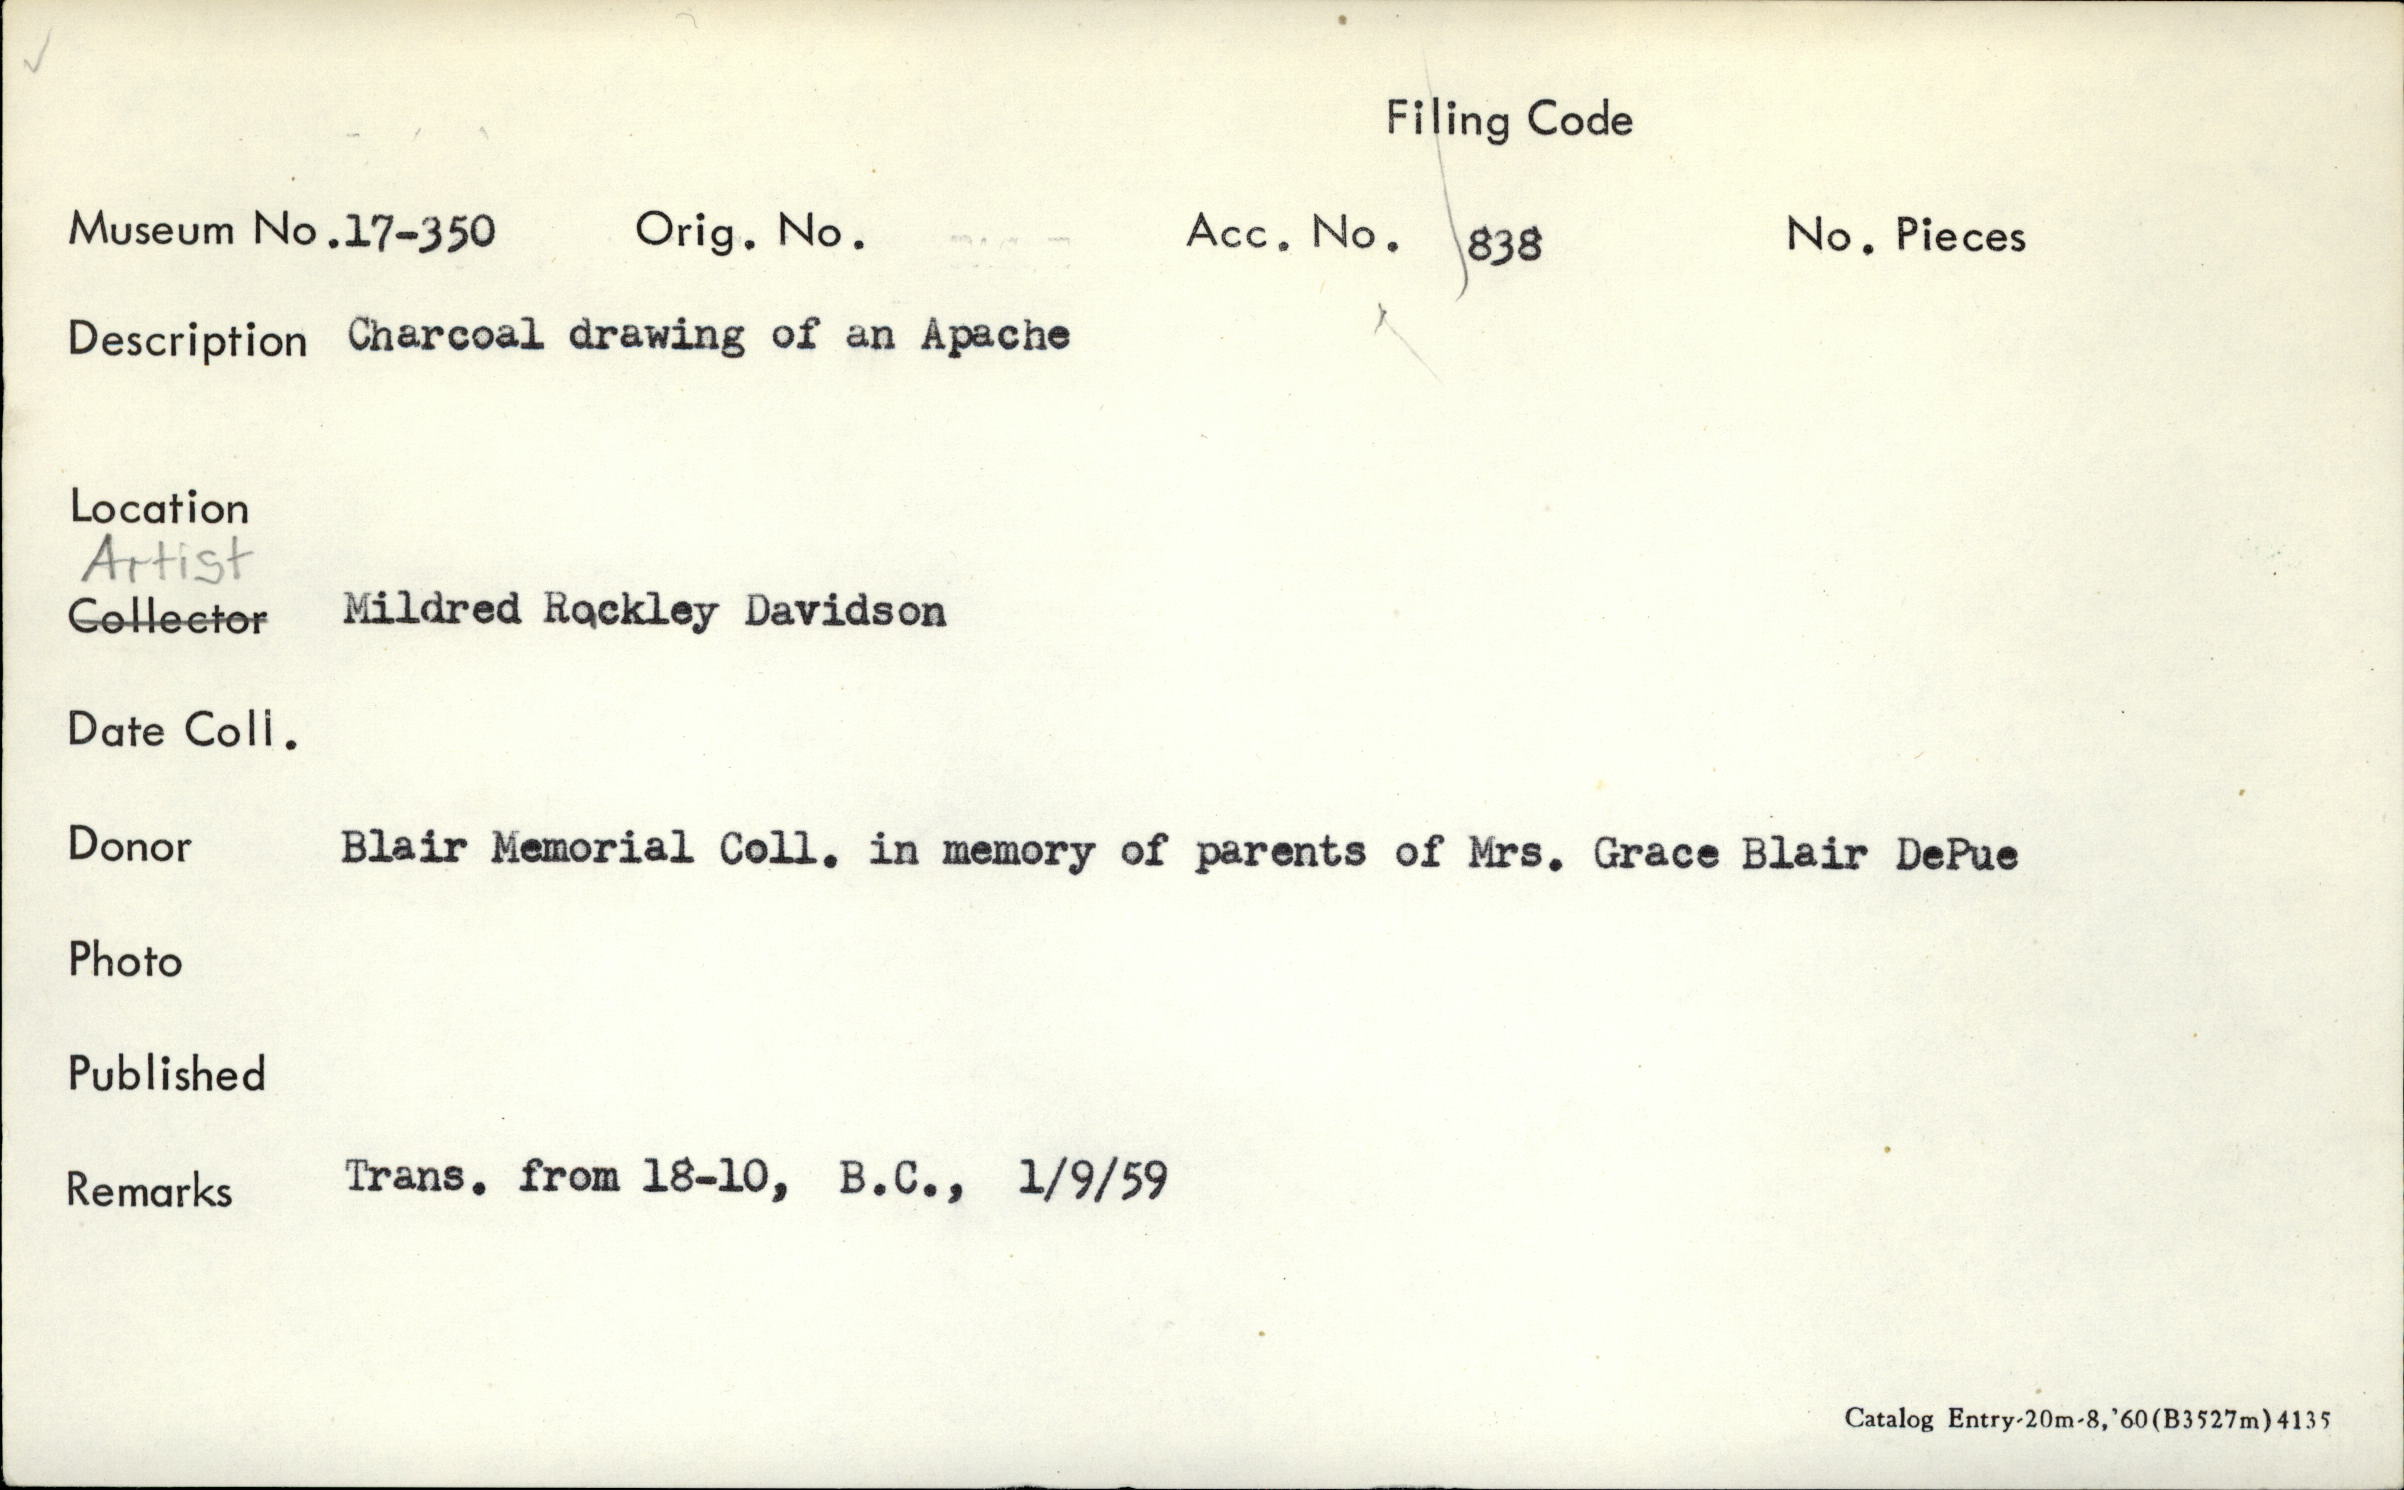 Filing Code
Museum No. 17-350 Orig. No. Acc. No. 838 No. Pieces
Description Charcoal drawing of an Apache
Location
Artist
Collector Mildred Rockley Davidson
Date Coll.
Donor Blair Memorial Coll. in memory of parents of Mrs. Grace Blair DePue
Photo
Published
Remarks Trans. from 18-10, B.C., 1/9/59
Catalog Entry-20m-8,'60(B3527m)4135